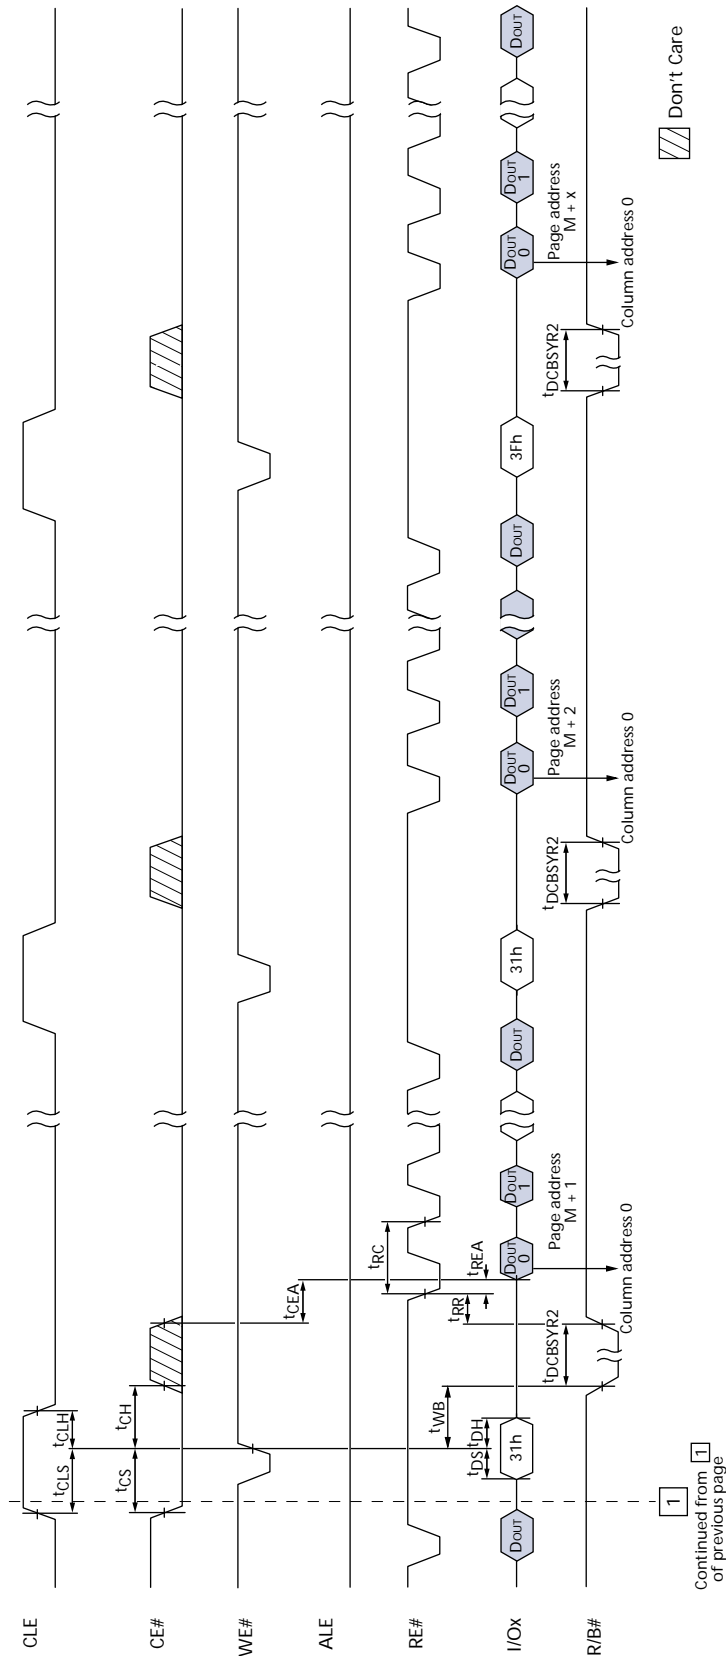 CLE
tCLS
tCLH
CE#
tCS
tCH
WE#
tCEA
ALE
RE#
tRC
tWB
tRR
tREA
I/Ox
DOUT
tDS
tDH
31h
DOUT
0
DOUT
1
DOUT
31h
DOUT
0
DOUT
1
DOUT
3Fh
DOUT
0
DOUT
1
DOUT
Page address
M + 1
Page address
M + 2
Page address
M + x
R/B#
tDCBSYR2
Column address 0
tDCBSYR2
Column address 0
tDCBSYR2
Column address 0
1
Continued from 1
of previous page
Don't Care